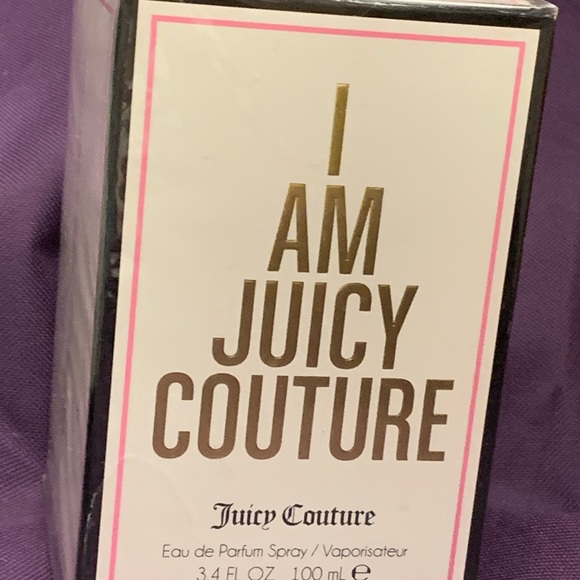 I
AM
JUICY
COUTURE
Juicy Couture
Eau de Parfum Spray / Vaporisateur
3.4 FL. OZ. 100 mL ℮